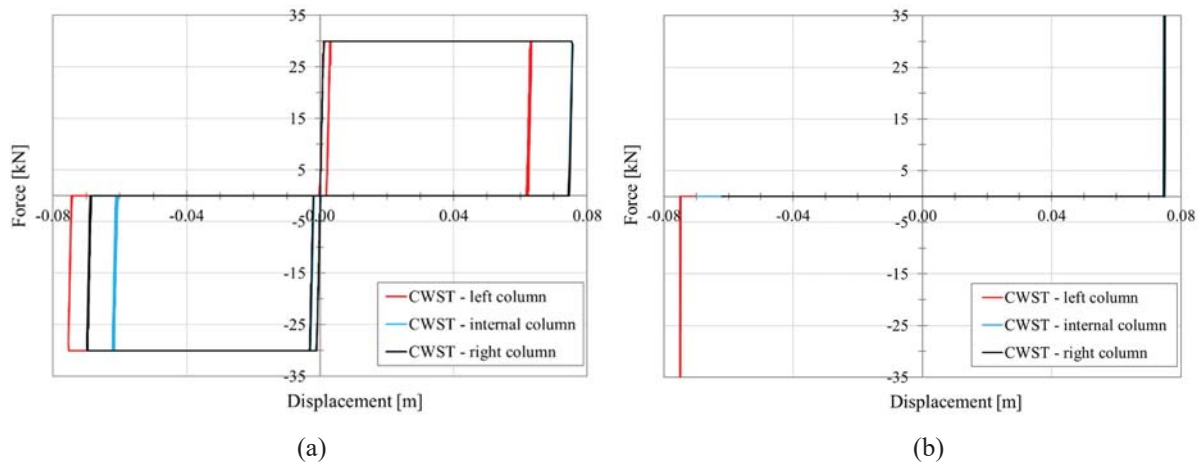 35
25
15
5
-0.08 -0.04 -0.00 0.04 0.08
-5
-15
-25
-35
Force [kN]
Displacement [m]
CWST - left column
CWST - internal column
CWST - right column
(a)
35
25
15
5
-0.08 -0.04 -0.00 0.04 0.08
-5
-15
-25
-35
Force [kN]
Displacement [m]
CWST - left column
CWST - internal column
CWST - right column
(b)